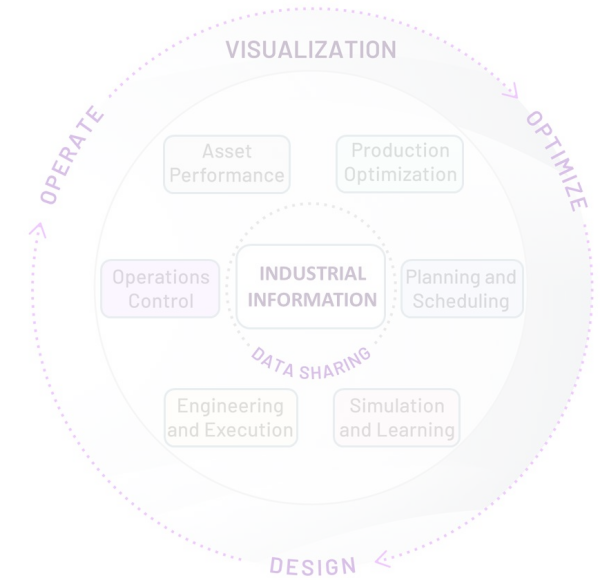 VISUALIZATION
OPERATE
OPTIMIZE
Asset
Performance
Production
Optimization
Operations
Control
INDUSTRIAL
INFORMATION
Planning and
Scheduling
DATA SHARING
Engineering
and Execution
Simulation
and Learning
DESIGN